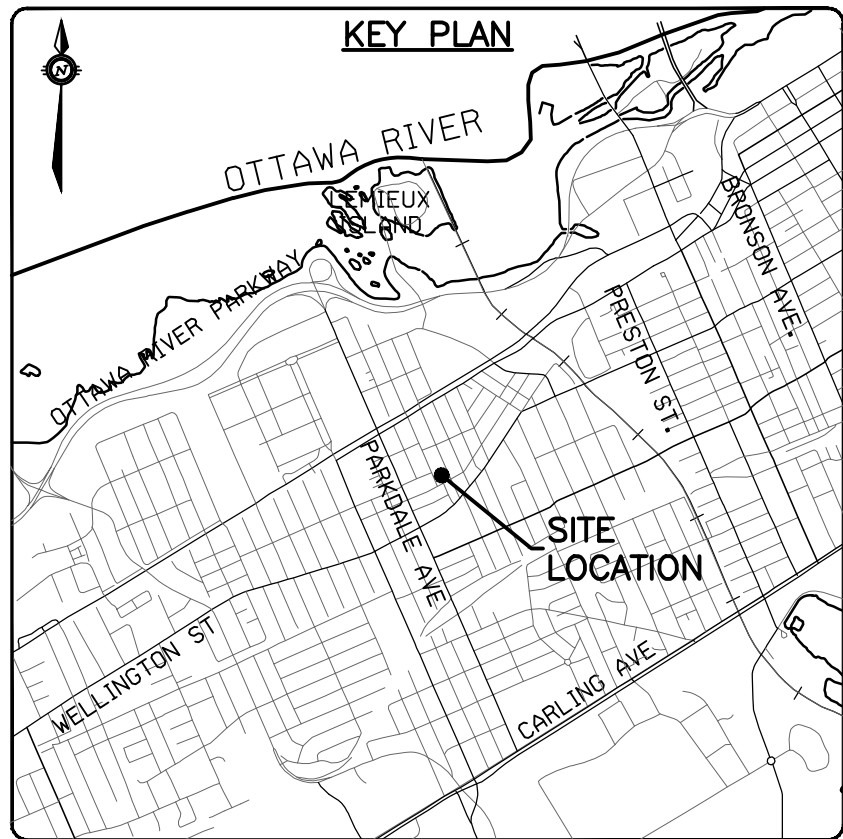 KEY PLAN
N
OTTAWA RIVER
LEMIEUX
ISLAND
OTTAWA RIVER PARKWAY
BRONSON AVE.
PRESTON ST.
PARKDALE AVE
SITE
LOCATION
WELLINGTON ST
CARLING AVE